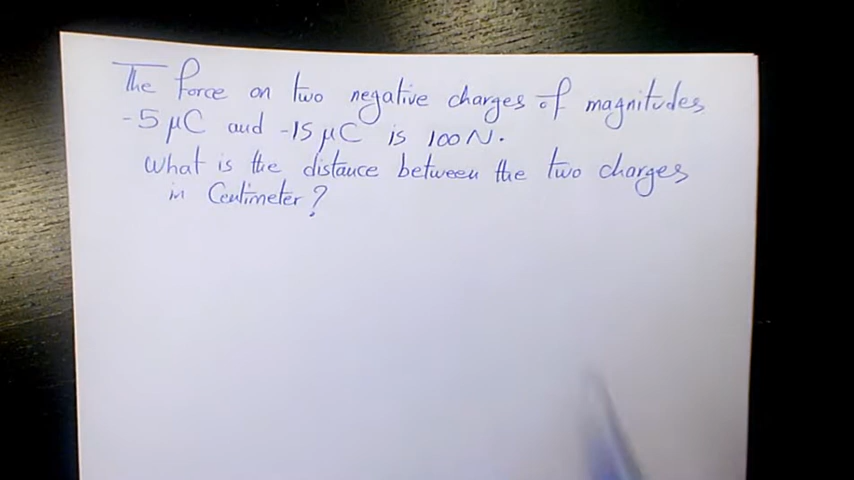 The force on two negative charges of magnitudes
-5 μC and -15 μC is 100N.
What is the distance between the two charges
in Centimeter?